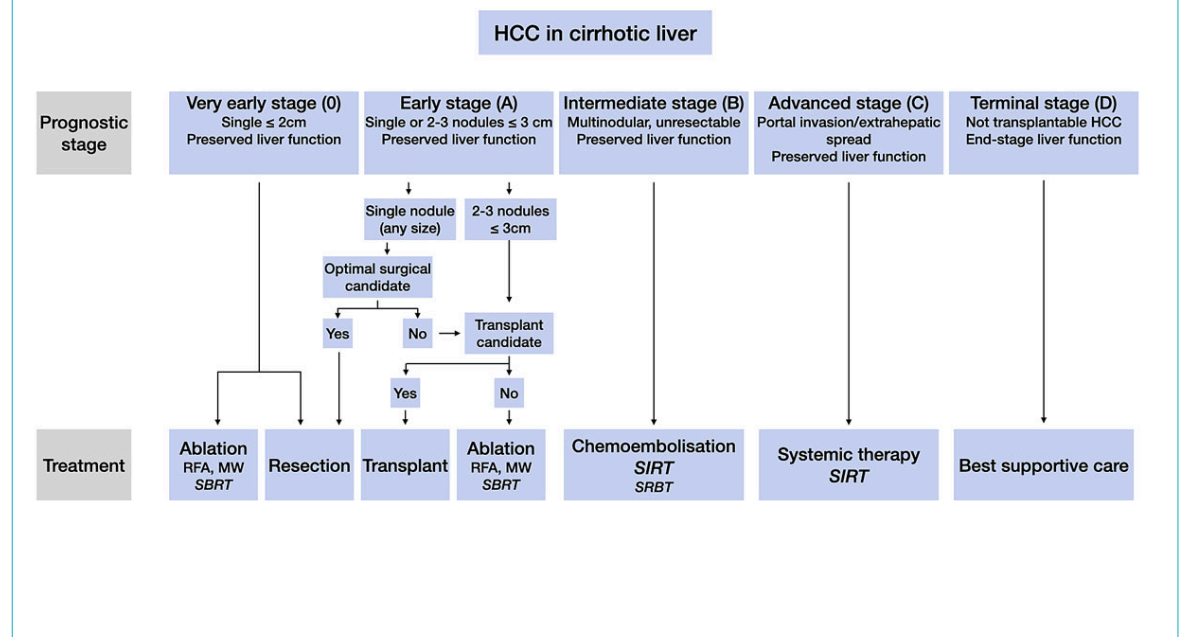 HCC in cirrhotic liver
Prognostic
stage
Very early stage (0)
Single ≤ 2cm
Preserved liver function
Early stage (A)
Single or 2-3 nodules ≤ 3 cm
Preserved liver function
Intermediate stage (B)
Multinodular, unresectable
Preserved liver function
Advanced stage (C)
Portal invasion/extrahepatic
spread
Preserved liver function
Terminal stage (D)
Not transplantable HCC
End-stage liver function
Single nodule
(any size)
2-3 nodules
≤ 3cm
Optimal surgical
candidate
Yes
No
Transplant
candidate
Yes
No
Treatment
Ablation
RFA, MW
SBRT
Resection
Transplant
Ablation
RFA, MW
SBRT
Chemoembolisation
SIRT
SRBT
Systemic therapy
SIRT
Best supportive care